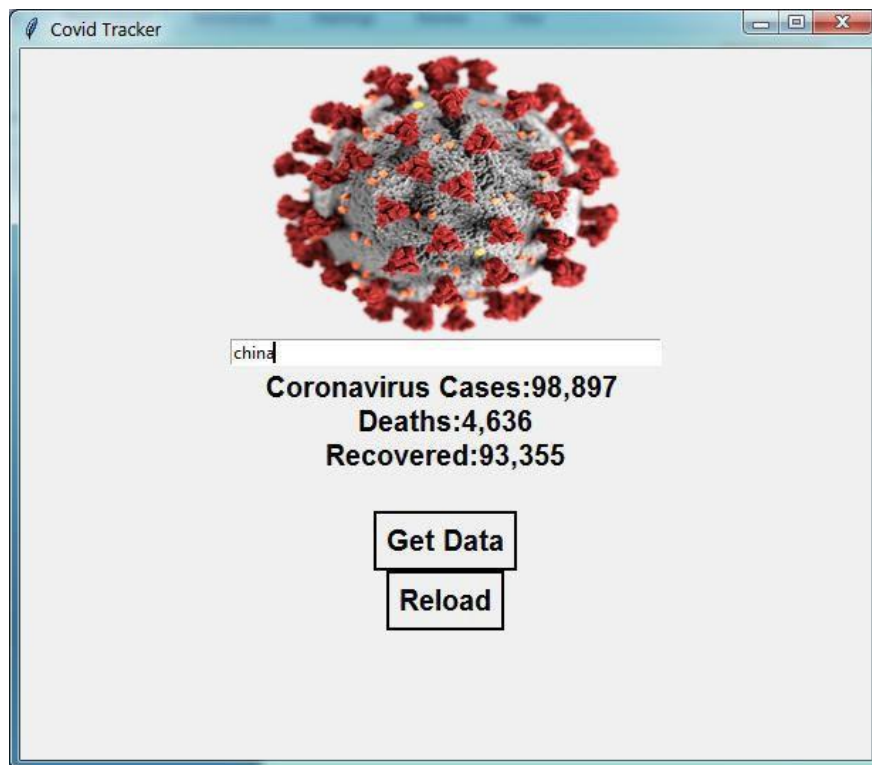 Covid Tracker
china
Coronavirus Cases:98,897
Deaths:4,636
Recovered:93,355
Get Data
Reload